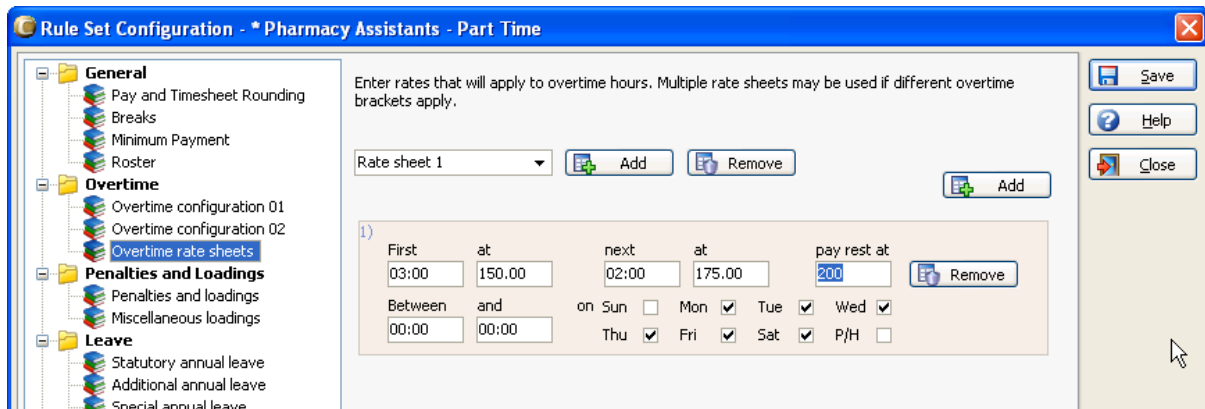 Rule Set Configuration - * Pharmacy Assistants - Part Time
General
Pay and Timesheet Rounding
Breaks
Minimum Payment
Roster
Overtime
Overtime configuration 01
Overtime configuration 02
Overtime rate sheets
Penalties and Loadings
Penalties and loadings
Miscellaneous loadings
Leave
Statutory annual leave
Additional annual leave
Special annual leave
Enter rates that will apply to overtime hours. Multiple rate sheets may be used if different overtime
brackets apply.
Rate sheet 1 Add Remove
Add
1)
First at next at pay rest at
03:00 150.00 02:00 175.00 200 Remove
Between and on Sun Mon Tue Wed
00:00 00:00 Thu Fri Sat P/H
Save
Help
Close